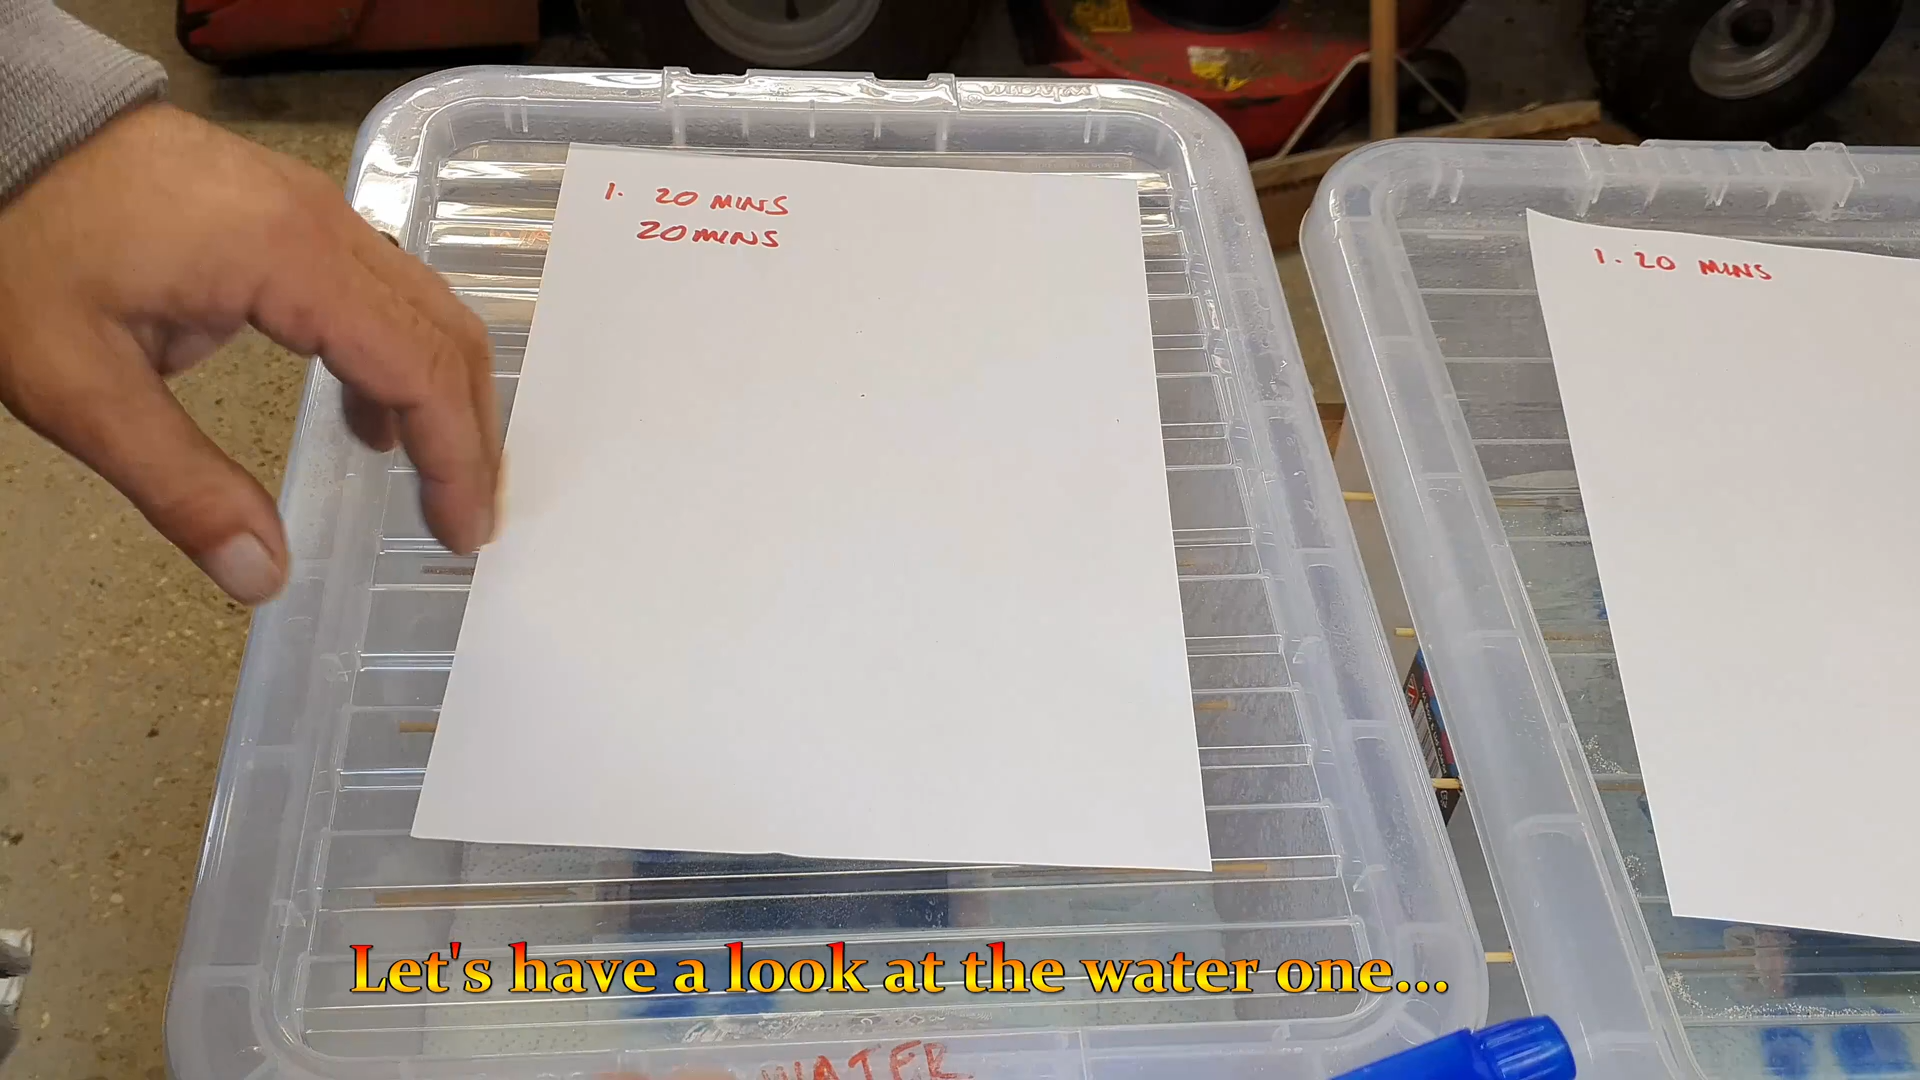 1. 20 MINS
20 MINS
1. 20 MINS
Let's have a look at the water one...
WATER